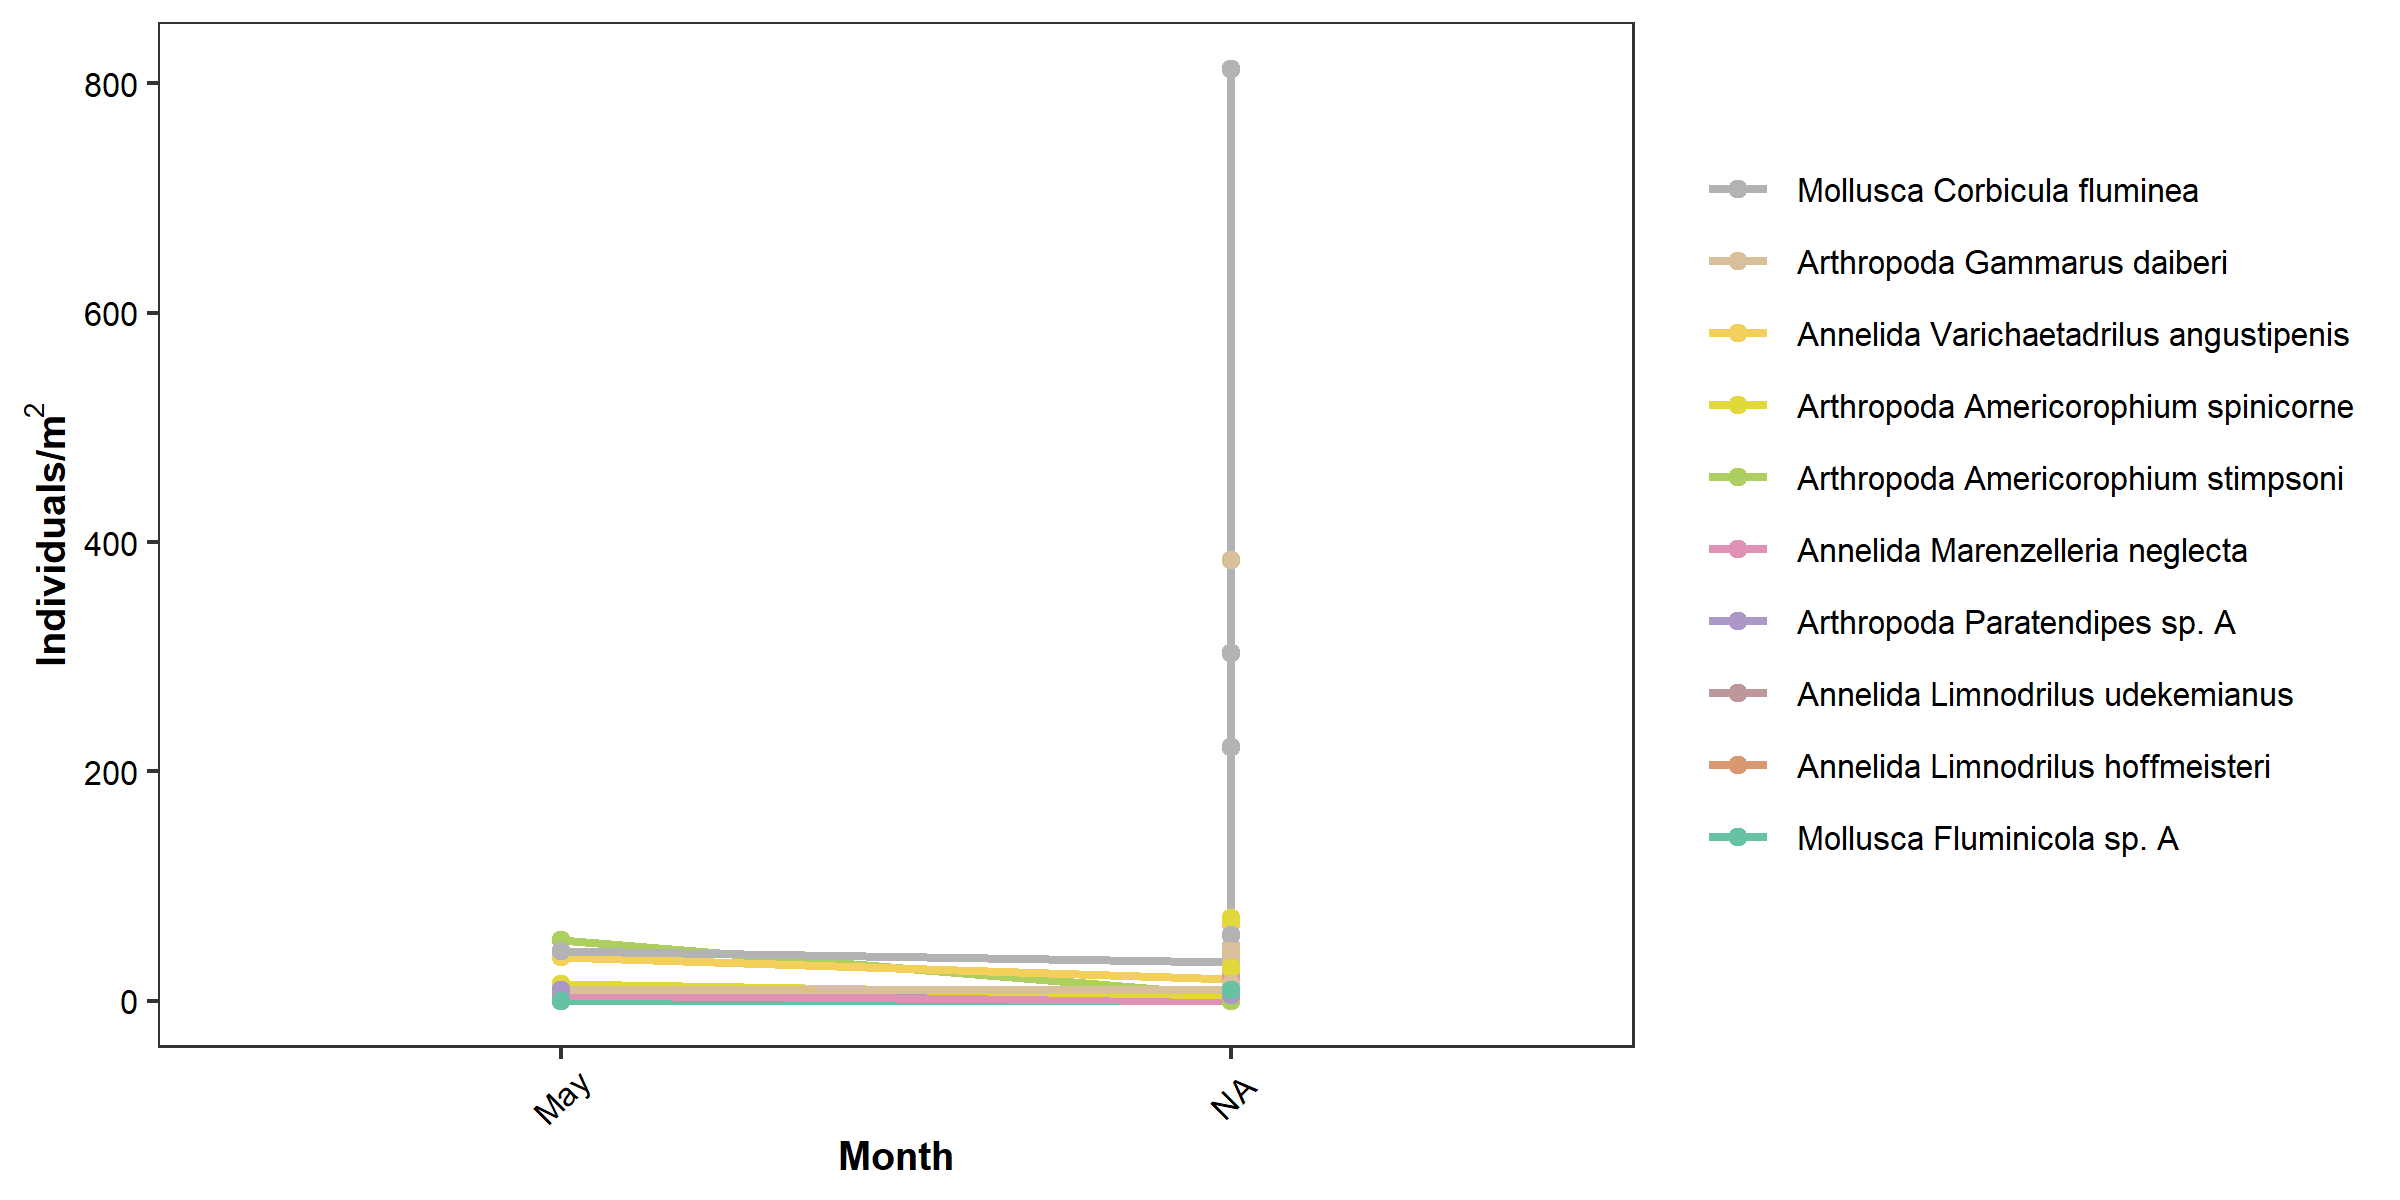 800
600
400
200
0
Individuals/m²
May
NA
Month
Mollusca Corbicula fluminea
Arthropoda Gammarus daiberi
Annelida Varichaetadrilus angustipenis
Arthropoda Americorophium spinicorne
Arthropoda Americorophium stimpsoni
Annelida Marenzelleria neglecta
Arthropoda Paratendipes sp. A
Annelida Limnodrilus udekemianus
Annelida Limnodrilus hoffmeisteri
Mollusca Fluminicola sp. A